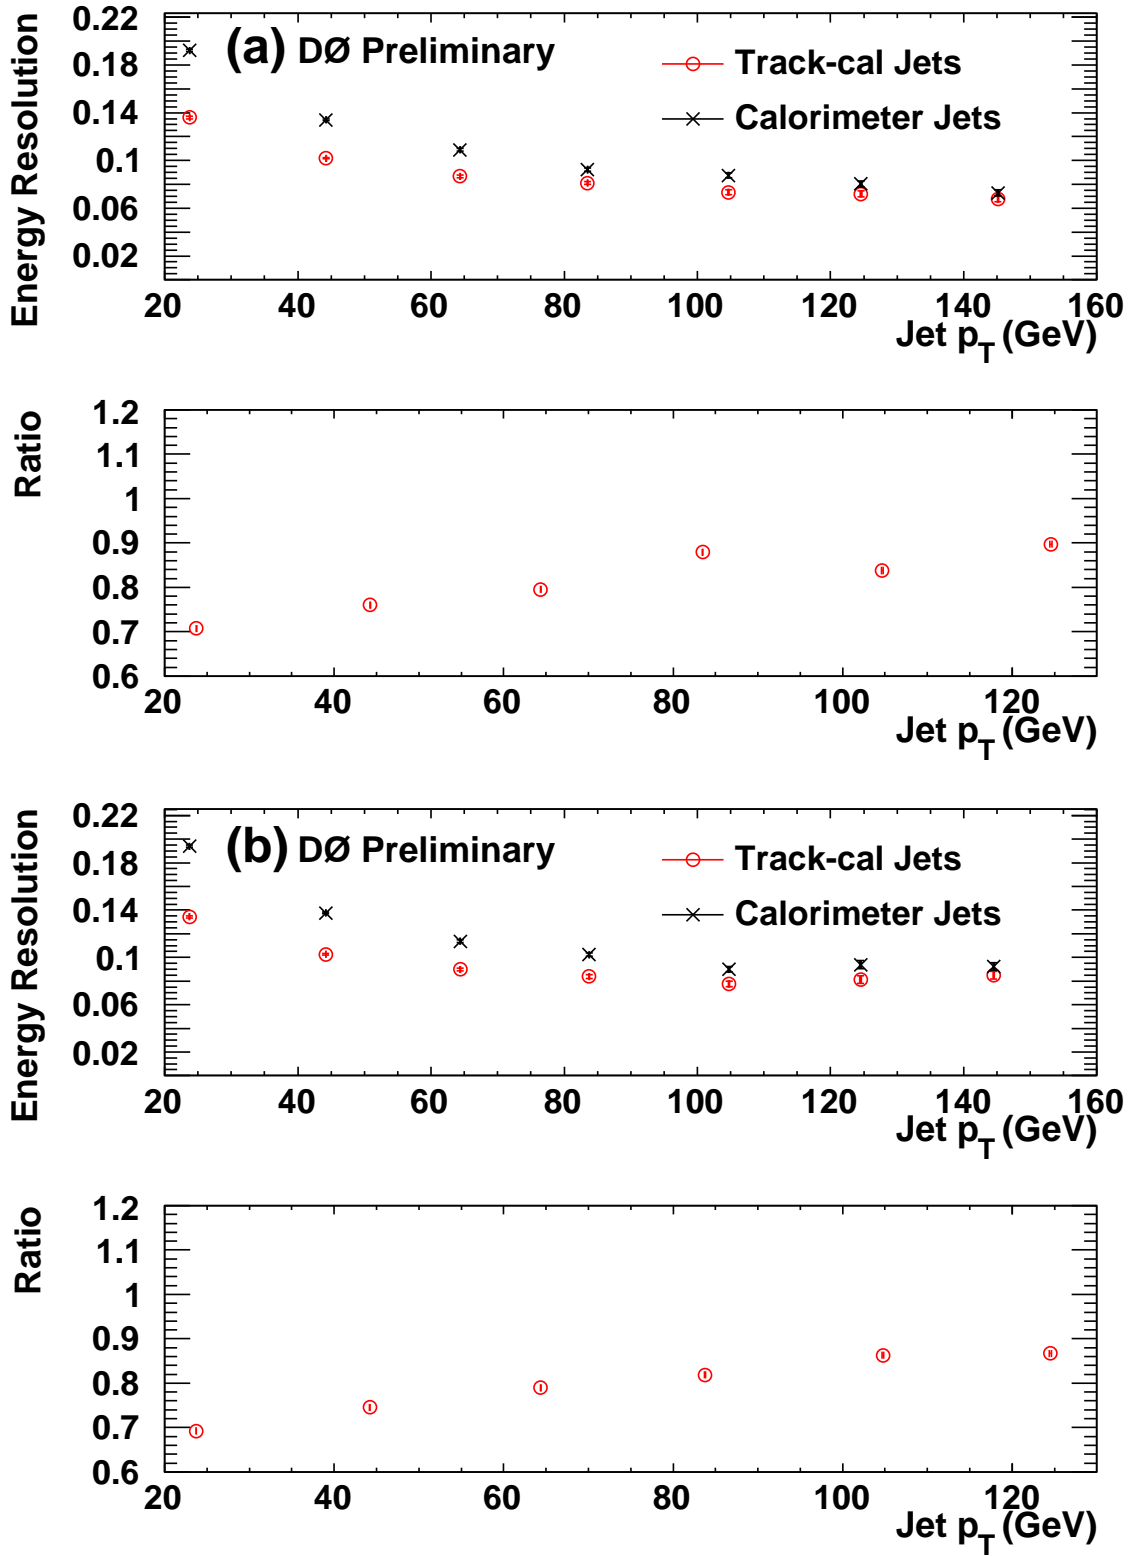 Energy Resolution
0.22
0.18
0.14
0.1
0.06
0.02
(a) DØ Preliminary
Track-cal Jets
Calorimeter Jets
20 40 60 80 100 120 140 160
Jet pT (GeV)
Ratio
1.2
1.1
1
0.9
0.8
0.7
0.6
20 40 60 80 100 120
Jet pT (GeV)
Energy Resolution
0.22
0.18
0.14
0.1
0.06
0.02
(b) DØ Preliminary
Track-cal Jets
Calorimeter Jets
20 40 60 80 100 120 140 160
Jet pT (GeV)
Ratio
1.2
1.1
1
0.9
0.8
0.7
0.6
20 40 60 80 100 120
Jet pT (GeV)